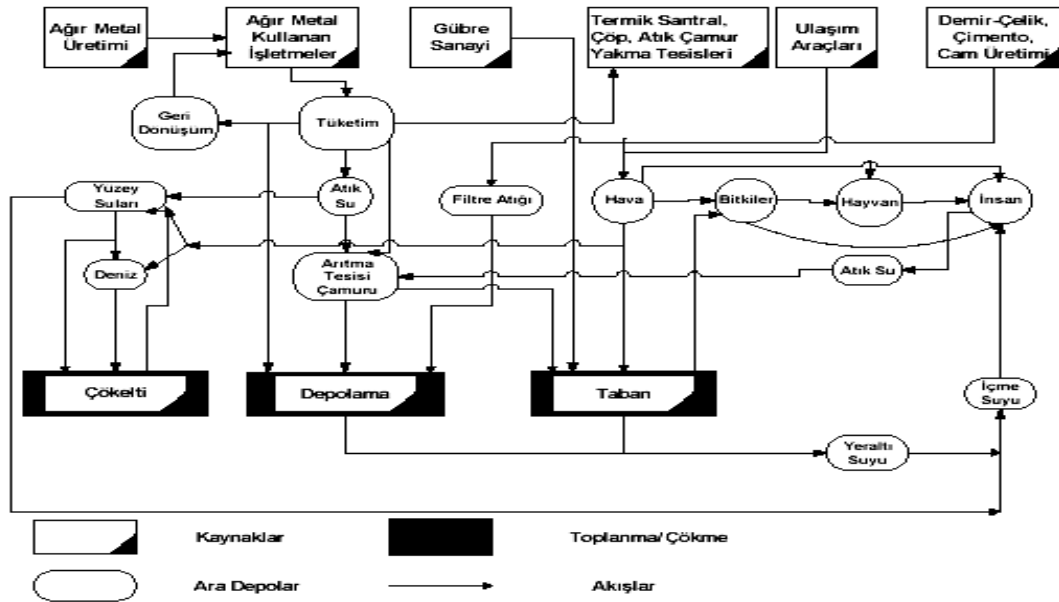 Ağır Metal
Üretimi
Ağır Metal
Kullanan
İşletmeler
Gübre
Sanayi
Termik Santral,
Çöp, Atık Çamur
Yakma Tesisleri
Ulaşım
Araçları
Demir-Çelik,
Çimento,
Cam Üretimi
Geri
Dönüşüm
Tüketim
Yüzey
Suları
Atık
Su
Filtre Atığı
Hava
Bitkiler
Hayvan
İnsan
Deniz
Arıtma
Tesisi
Çamuru
Atık Su
Çökelti
Depolama
Taban
İçme
Suyu
Yeraltı
Suyu
Kaynaklar
Toplanma/Çökme
Ara Depolar
Akışlar